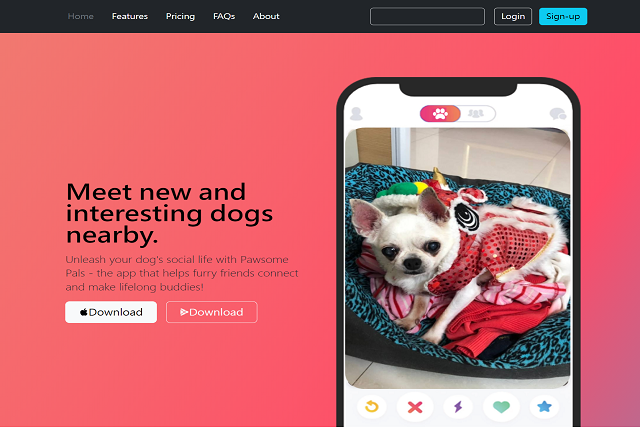 Home Features Pricing FAQs About Login Sign-up
Meet new and
interesting dogs
nearby.
Unleash your dog's social life with Pawsome
Pals - the app that helps furry friends connect
and make lifelong buddies!
Download Download